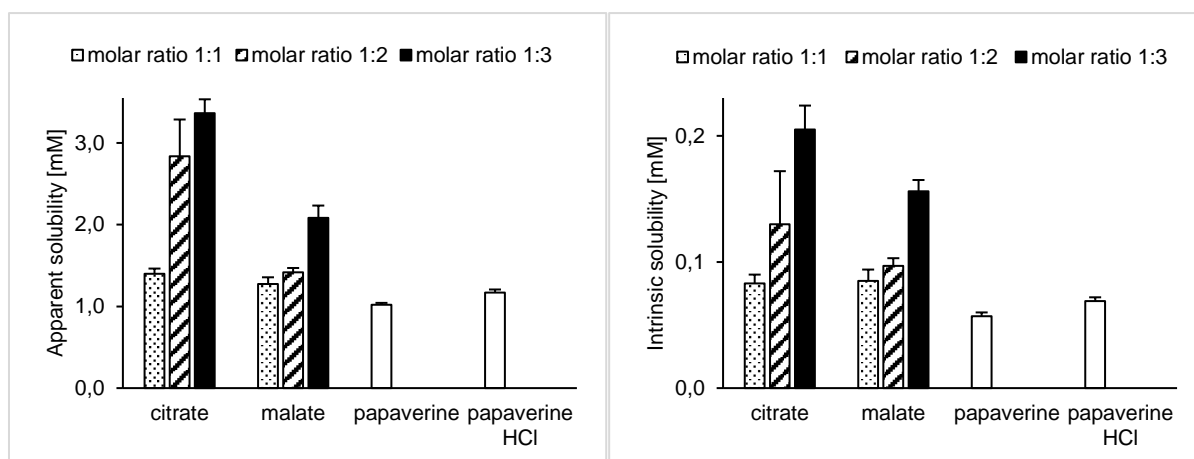 molar ratio 1:1 molar ratio 1:2 molar ratio 1:3
Apparent solubility [mM]
3,0
2,0
1,0
0,0
citrate malate papaverine papaverine
HCl
molar ratio 1:1 molar ratio 1:2 molar ratio 1:3
Intrinsic solubility [mM]
0,2
0,1
0,0
citrate malate papaverine papaverine
HCl